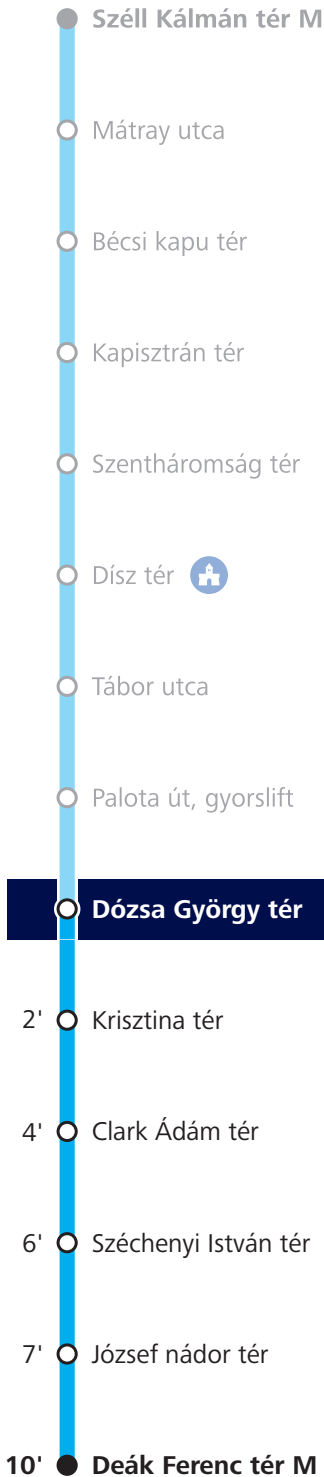 Széll Kálmán tér M
Mátray utca
Bécsi kapu tér
Kapisztrán tér
Szentháromság tér
Dísz tér
Tábor utca
Palota út, gyorslift
Dózsa György tér
2' Krisztina tér
4' Clark Ádám tér
6' Széchenyi István tér
7' József nádor tér
10' Deák Ferenc tér M